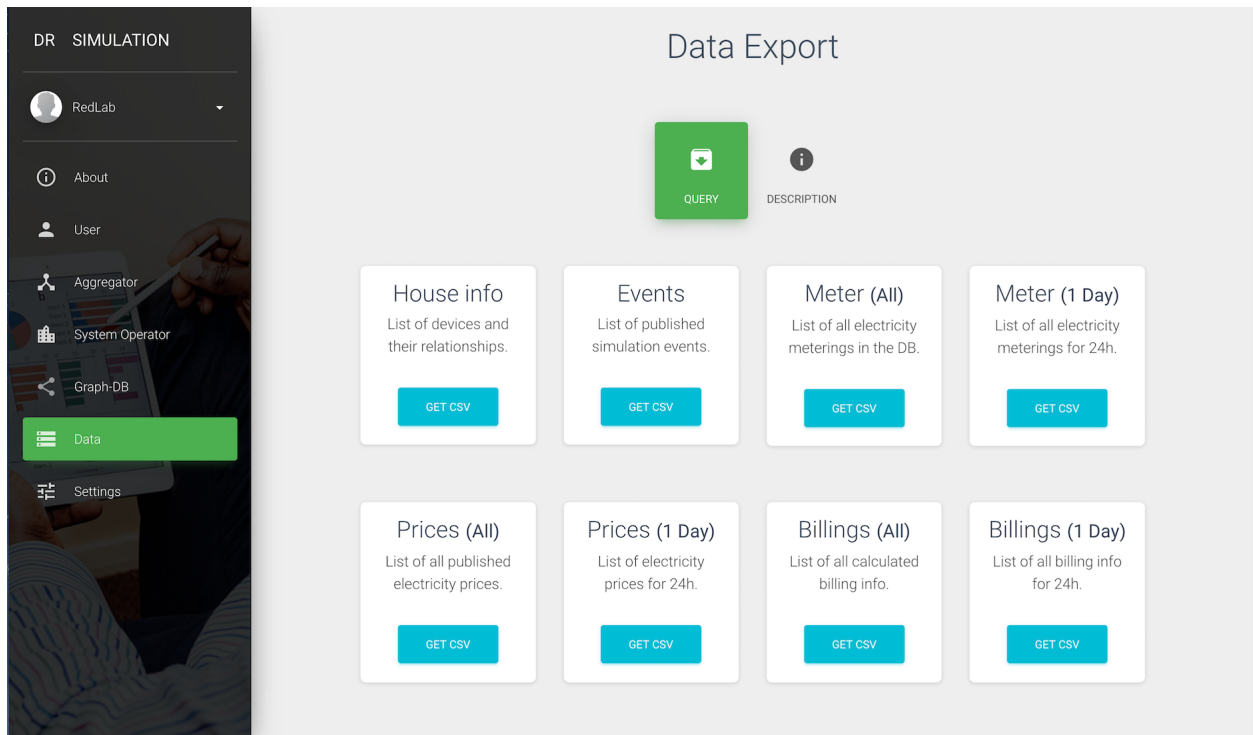 DR SIMULATION
RedLab
About
User
Aggregator
System Operator
Graph-DB
Data
Settings
Data Export
QUERY
DESCRIPTION
House info
List of devices and
their relationships.
GET CSV
Events
List of published
simulation events.
GET CSV
Meter (All)
List of all electricity
meterings in the DB.
GET CSV
Meter (1 Day)
List of all electricity
meterings for 24h.
GET CSV
Prices (All)
List of all published
electricity prices.
GET CSV
Prices (1 Day)
List of electricity
prices for 24h.
GET CSV
Billings (All)
List of all calculated
billing info.
GET CSV
Billings (1 Day)
List of all billing info
for 24h.
GET CSV